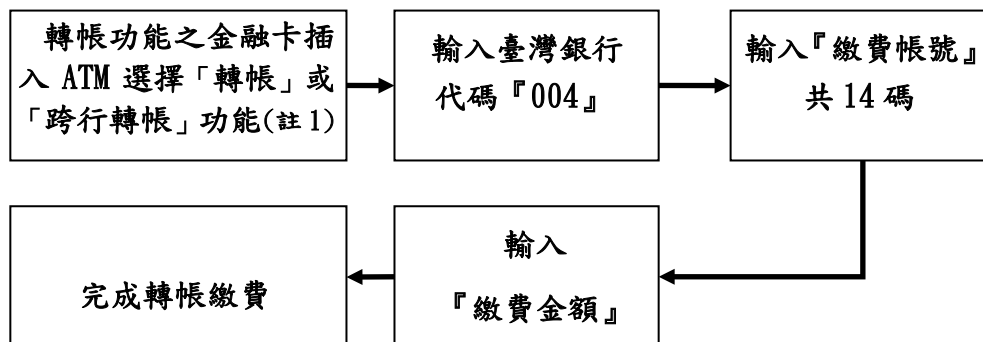 轉帳功能之金融卡插
入 ATM 選擇「轉帳」或
「跨行轉帳」功能(註1)
輸入臺灣銀行
代碼『004』
輸入『繳費帳號』
共 14 碼
輸入
『繳費金額』
完成轉帳繳費